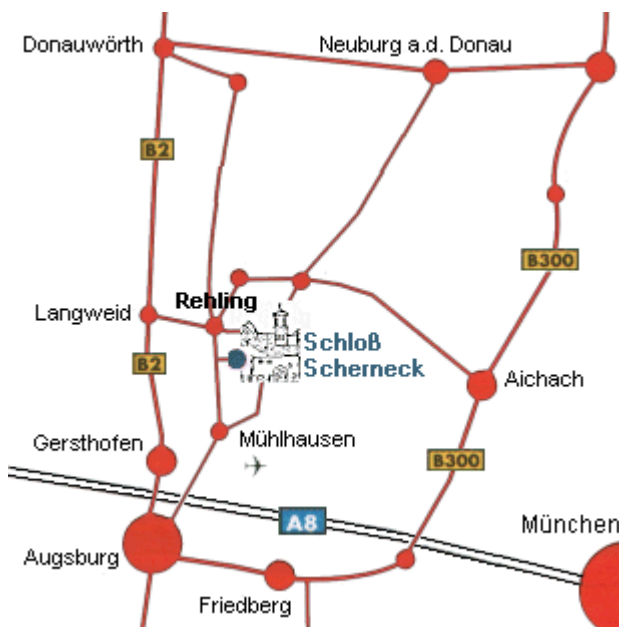 Donauwörth
Neuburg a.d. Donau
B2
B300
Rehling
Langweid
Schloß
Scherneck
B2
Aichach
Gersthofen
Mühlhausen
B300
A8
München
Augsburg
Friedberg